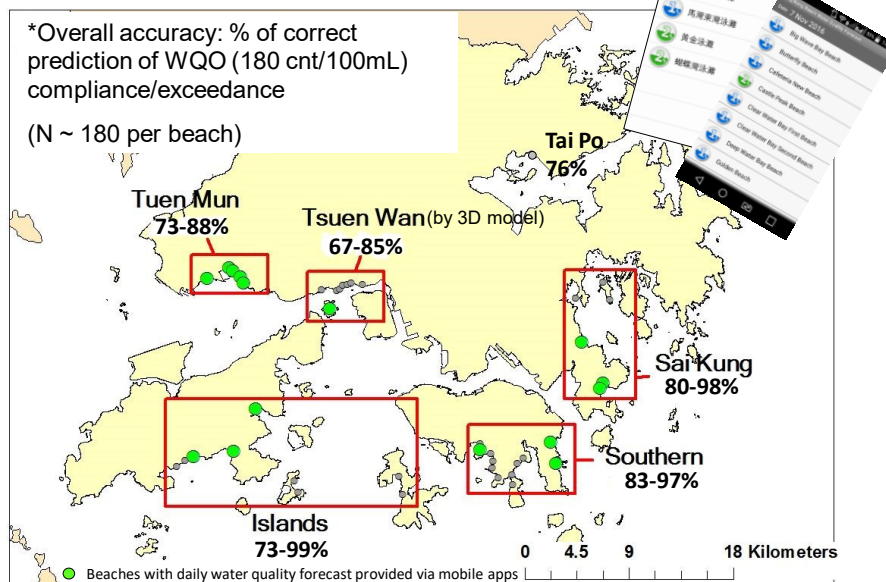 *Overall accuracy: % of correct
prediction of WQO (180 cnt/100mL)
compliance/exceedance
(N ~ 180 per beach)
馬灣東灣泳灘
黃金泳灘
蝴蝶灣泳灘
7 Nov 2016
Big Wave Bay Beach
Butterfly Beach
Cafeteria New Beach
Castle Peak Beach
Clear Water Bay First Beach
Clear Water Bay Second Beach
Deep Water Bay Beach
Golden Beach
Tai Po
76%
Tuen Mun
73-88%
Tsuen Wan (by 3D model)
67-85%
Sai Kung
80-98%
Southern
83-97%
Islands
73-99%
Beaches with daily water quality forecast provided via mobile apps
0 4.5 9 18 Kilometers